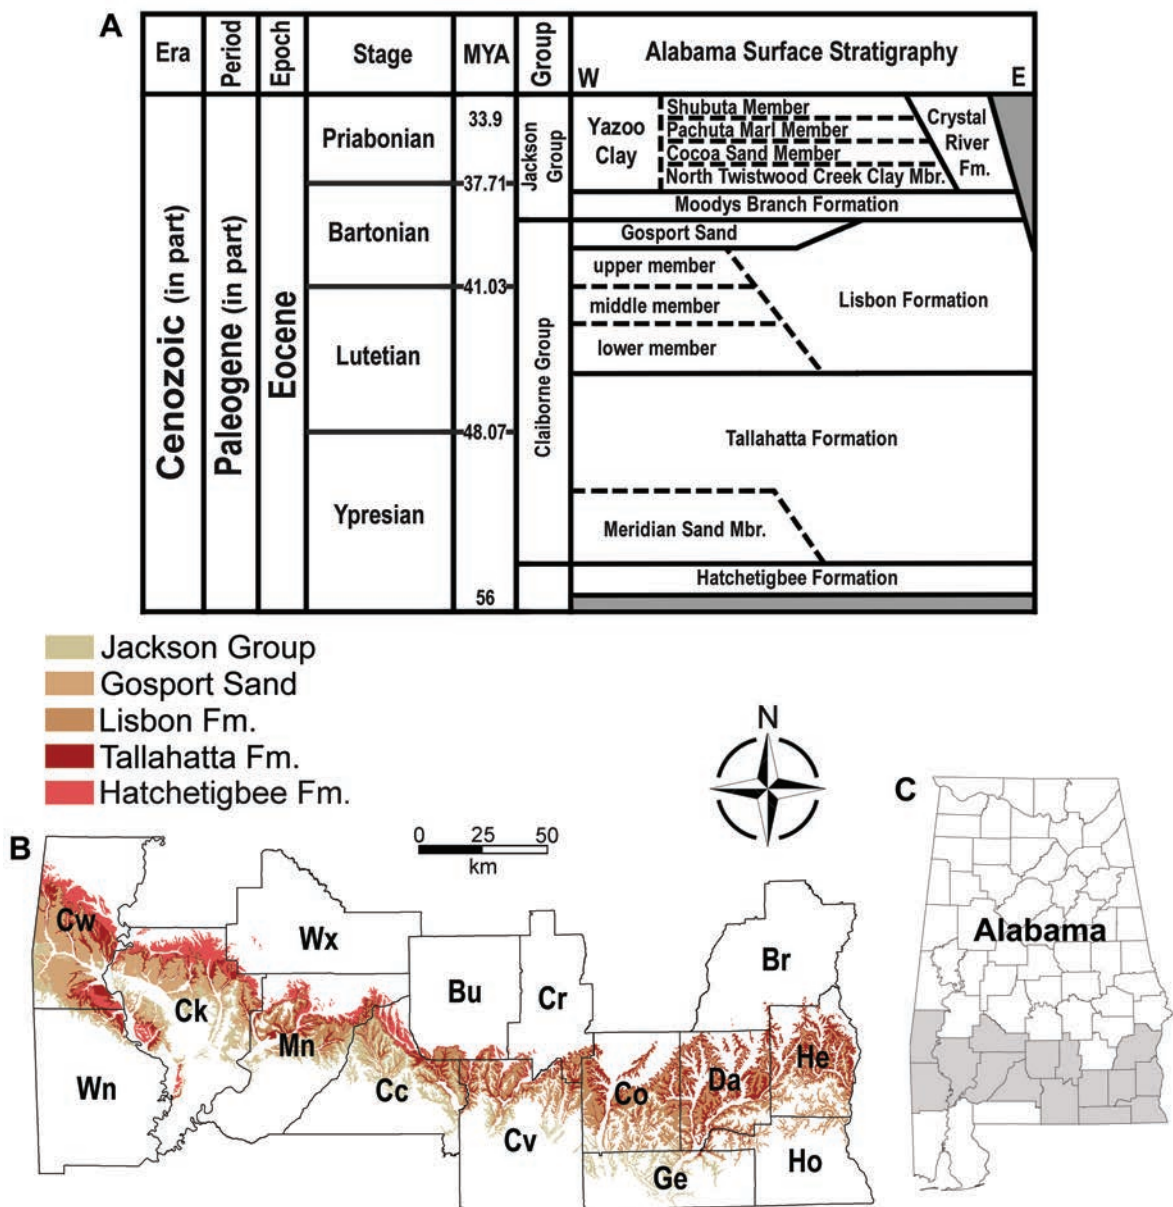 A
Era
Period
Epoch
Stage
MYA
Group
Alabama Surface Stratigraphy
W
E
Cenozoic (in part)
Paleogene (in part)
Eocene
Priabonian
Bartonian
Lutetian
Ypresian
33.9
37.71
41.03
48.07
56
Jackson
Group
Claiborne Group
Yazoo
Clay
Shubuta Member
Pachuta Marl Member
Cocoa Sand Member
North Twistwood Creek Clay Mbr.
Crystal
River
Fm.
Moodys Branch Formation
Gosport Sand
upper member
middle member
lower member
Lisbon Formation
Tallahatta Formation
Meridian Sand Mbr.
Hatchetigbee Formation
Jackson Group
Gosport Sand
Lisbon Fm.
Tallahatta Fm.
Hatchetigbee Fm.
N
0 25 50
km
B
Cw
Wx
Bu
Cr
Br
Ck
Mn
Wn
Cc
Cv
Co
Da
He
Ge
Ho
C
Alabama